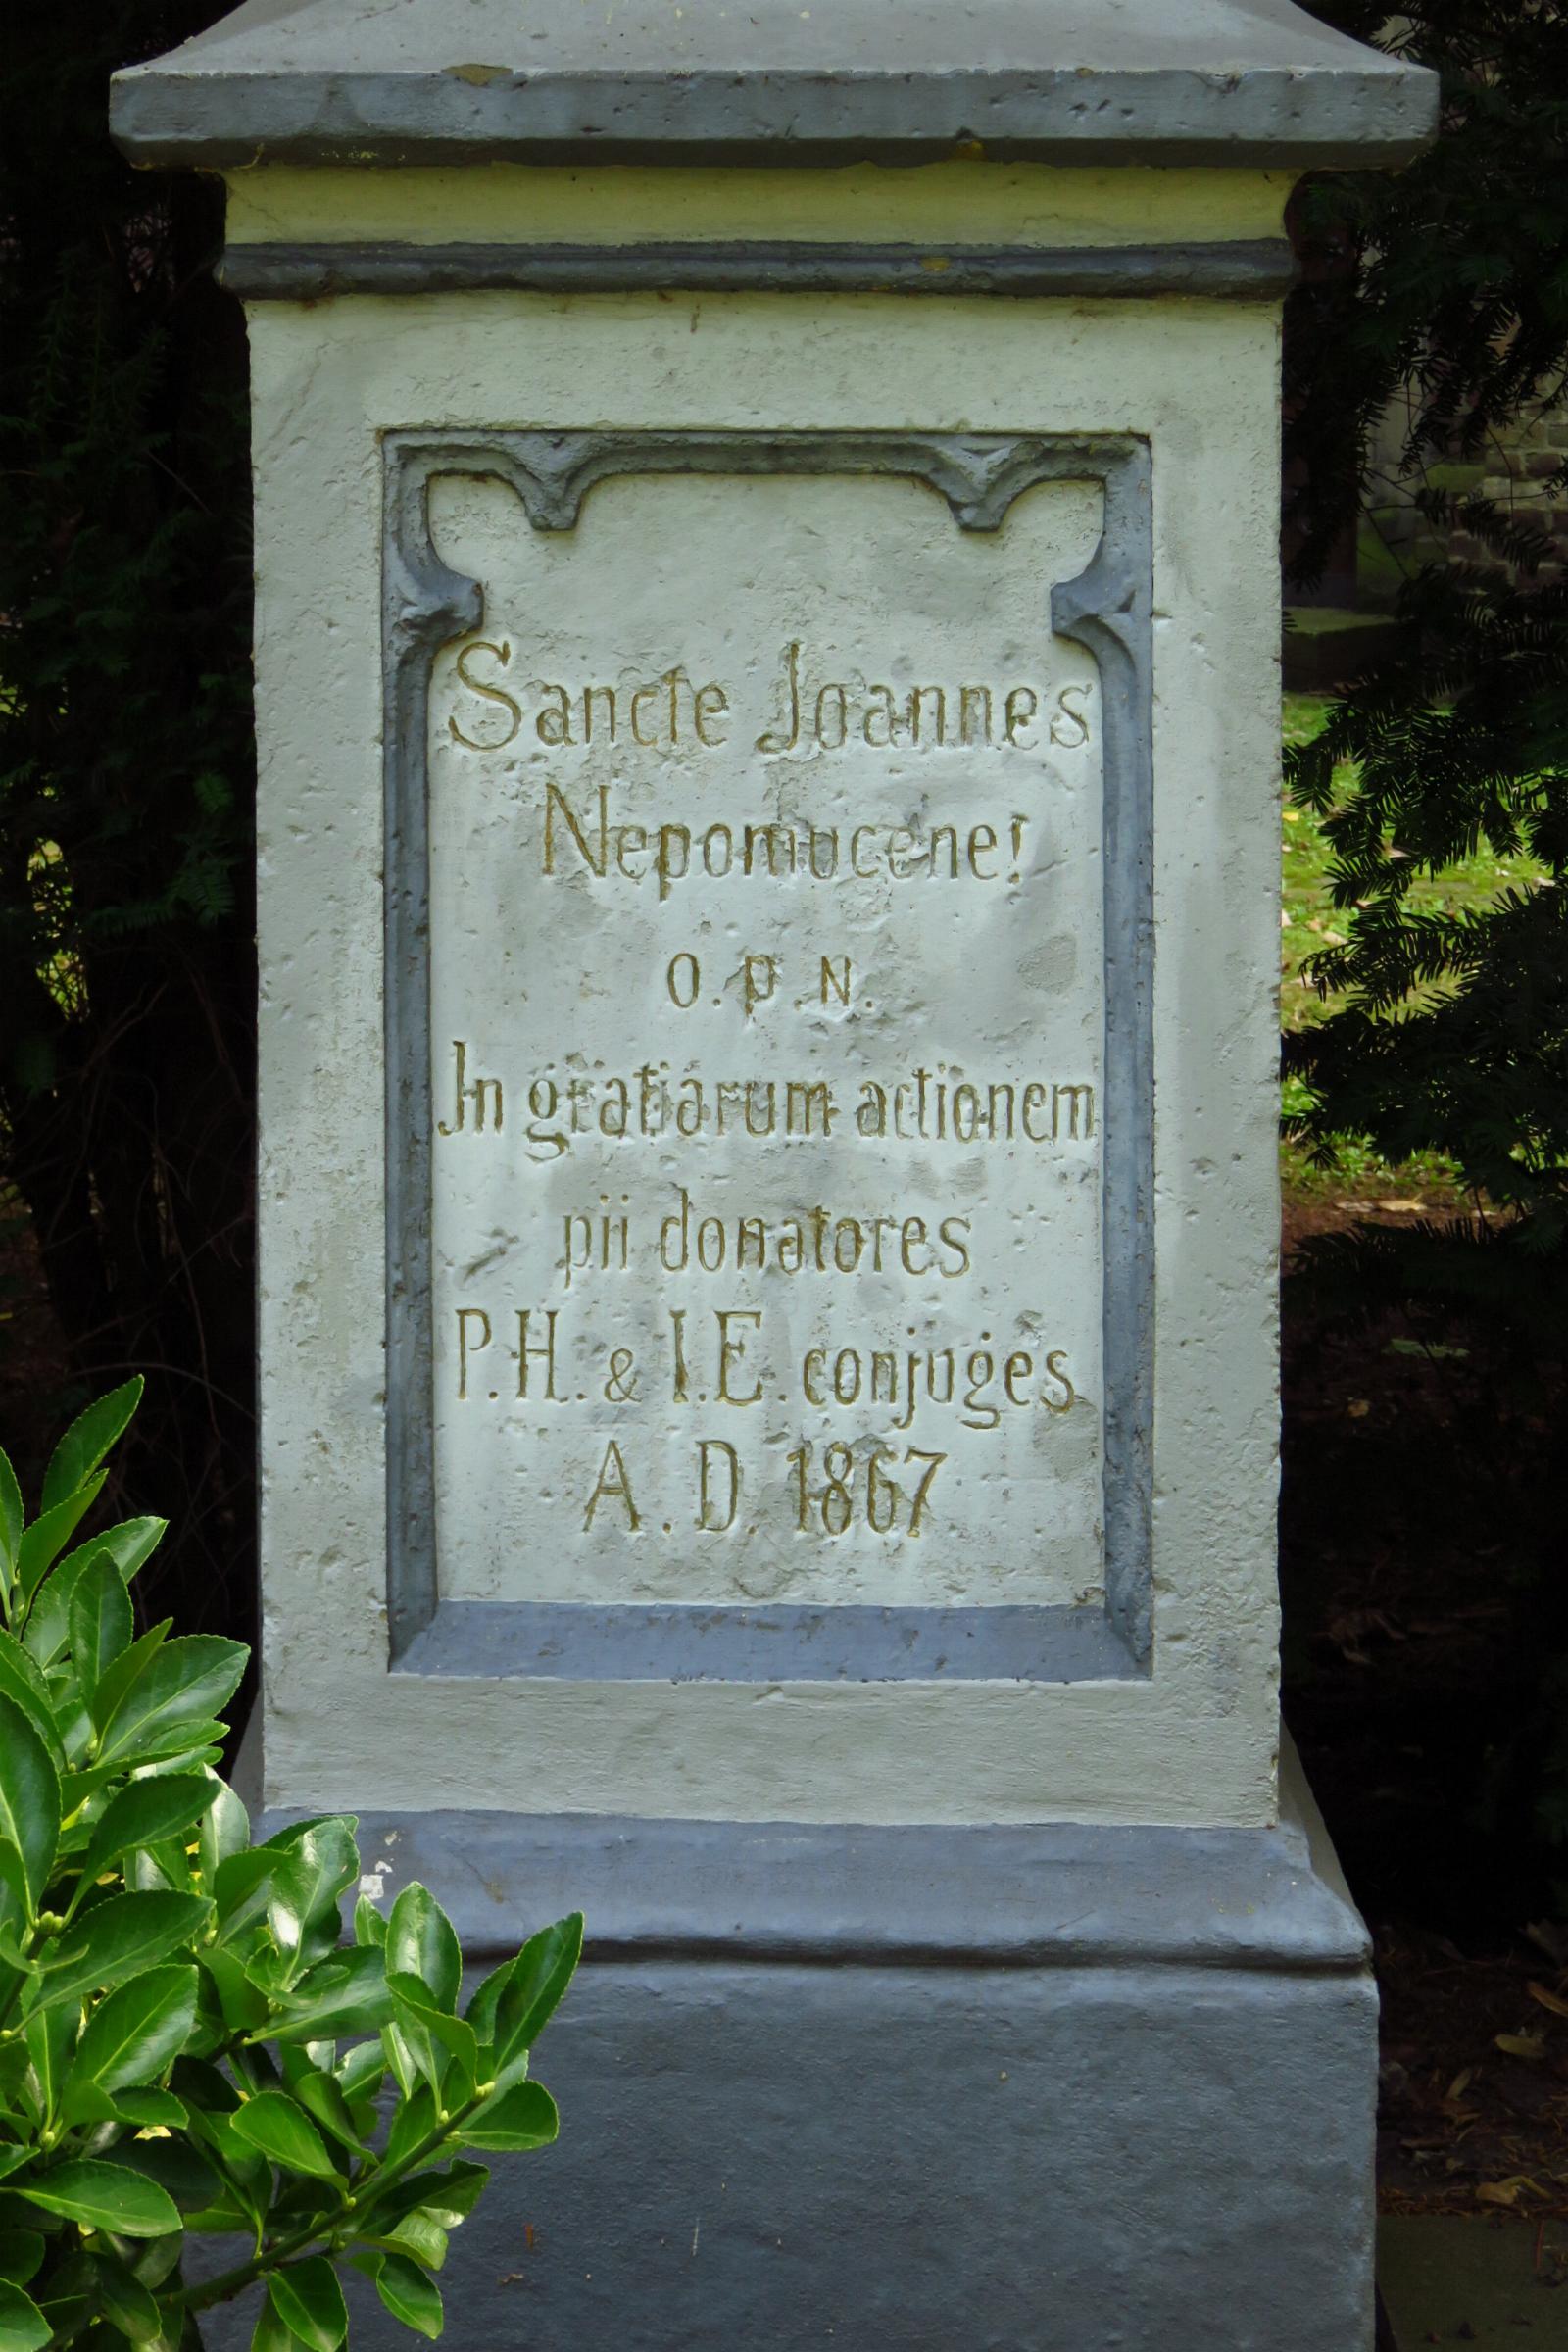 Sancte Joannes
Nepomucene!
O.P.N.
In gratiarum actionem
pii donatores
P.H. & I.E. conjuges
A.D. 1867